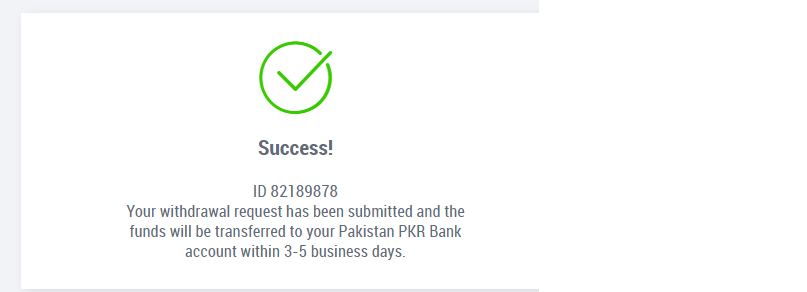 Success!
ID 82189878
Your withdrawal request has been submitted and the
funds will be transferred to your Pakistan PKR Bank
account within 3-5 business days.